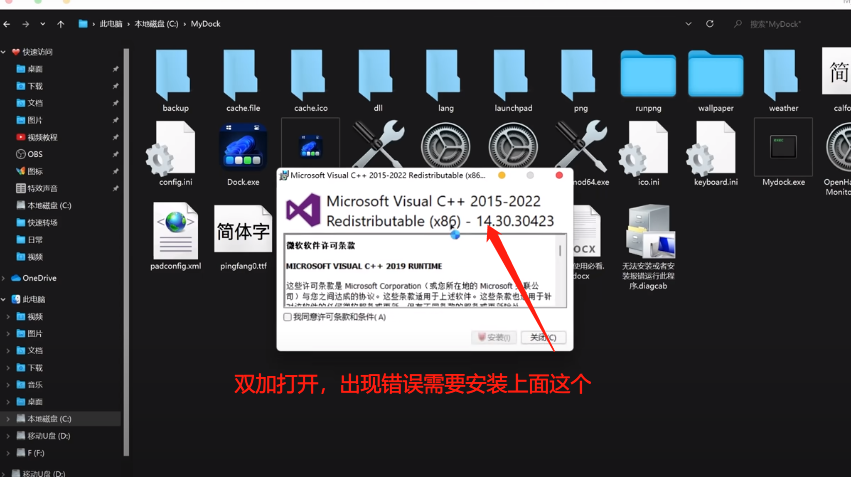 此电脑 › 本地磁盘 (C:) › MyDock
搜索"MyDock"
快速访问
桌面
下载
文档
图片
视频教程
OBS
图标
特效声音
本地磁盘 (C:)
快速转场
日常
视频
OneDrive
此电脑
视频
图片
文档
下载
音乐
桌面
本地磁盘 (C:)
移动U盘 (D:)
F (F:)
移动U盘 (D:)
backup
cache.file
cache.ico
dll
lang
launchpad
png
runpng
wallpaper
weather
简
config.ini
Dock.exe
mod64.exe
ico.ini
keyboard.ini
Mydock.exe
OpenHa
Monito
padconfig.xml
简体字
pingfang0.ttf
OCX
使用必看.
docx
无法安装或者安
装报错运行此程
序.diagcab
Microsoft Visual C++ 2015-2022 Redistributable (x86...
Microsoft Visual C++ 2015-2022
Redistributable (x86) - 14.30.30423
微软软件许可条款
MICROSOFT VISUAL C++ 2019 RUNTIME
这些许可条款是 Microsoft Corporation（或您所在地的 Microsoft 关联公
司）与您之间达成的协议。这些条款适用于上述软件。这些条款也适用于针
我同意许可条款和条件(A)
安装(I)
关闭(C)
双加打开，出现错误需要安装上面这个